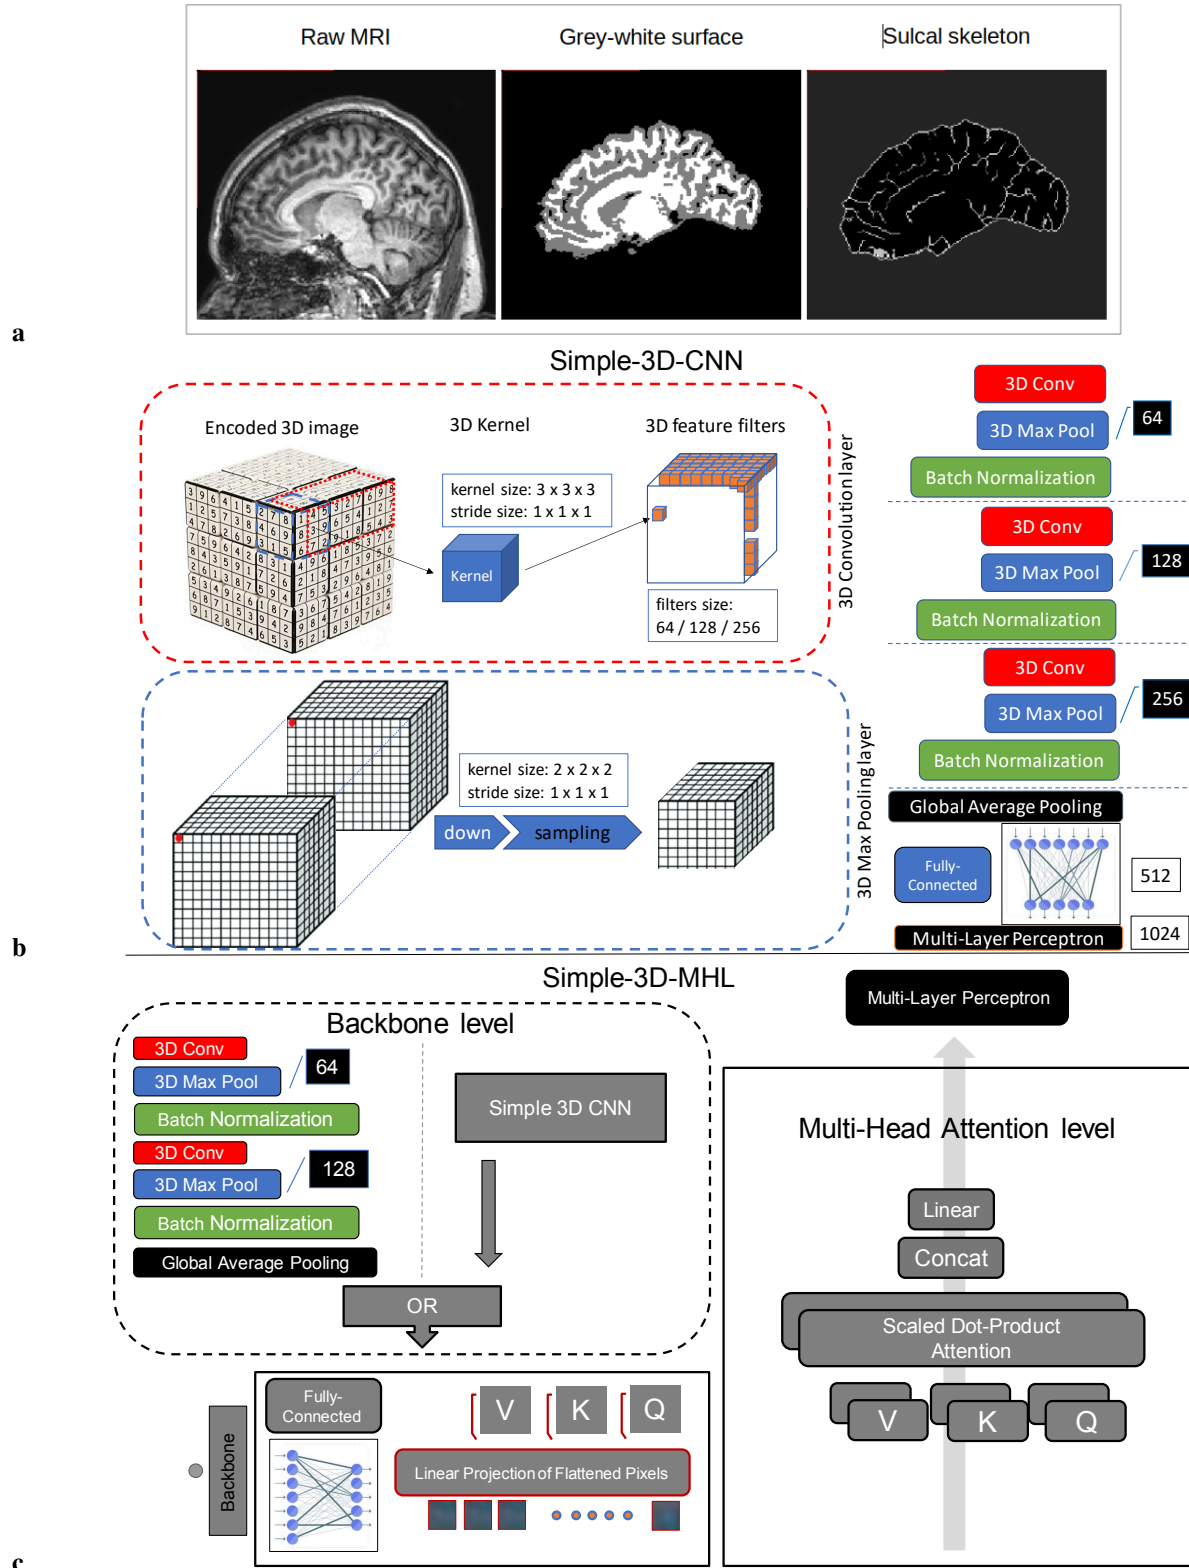 Raw MRI
Grey-white surface
Sulcal skeleton
a
Simple-3D-CNN
Encoded 3D image
3D Kernel
3D feature filters
kernel size: 3 x 3 x 3
stride size: 1 x 1 x 1
Kernel
filters size:
64 / 128 / 256
3D Convolution layer
kernel size: 2 x 2 x 2
stride size: 1 x 1 x 1
down
sampling
3D Max Pooling layer
3D Conv
3D Max Pool
64
Batch Normalization
3D Conv
3D Max Pool
128
Batch Normalization
3D Conv
3D Max Pool
256
Batch Normalization
Global Average Pooling
Fully-
Connected
512
Multi-Layer Perceptron
1024
b
Simple-3D-MHL
Backbone level
3D Conv
3D Max Pool
64
Batch Normalization
3D Conv
3D Max Pool
128
Batch Normalization
Global Average Pooling
Simple 3D CNN
OR
Backbone
Fully-
Connected
V
K
Q
Linear Projection of Flattened Pixels
Multi-Layer Perceptron
Multi-Head Attention level
Linear
Concat
Scaled Dot-Product
Attention
V
K
Q
c